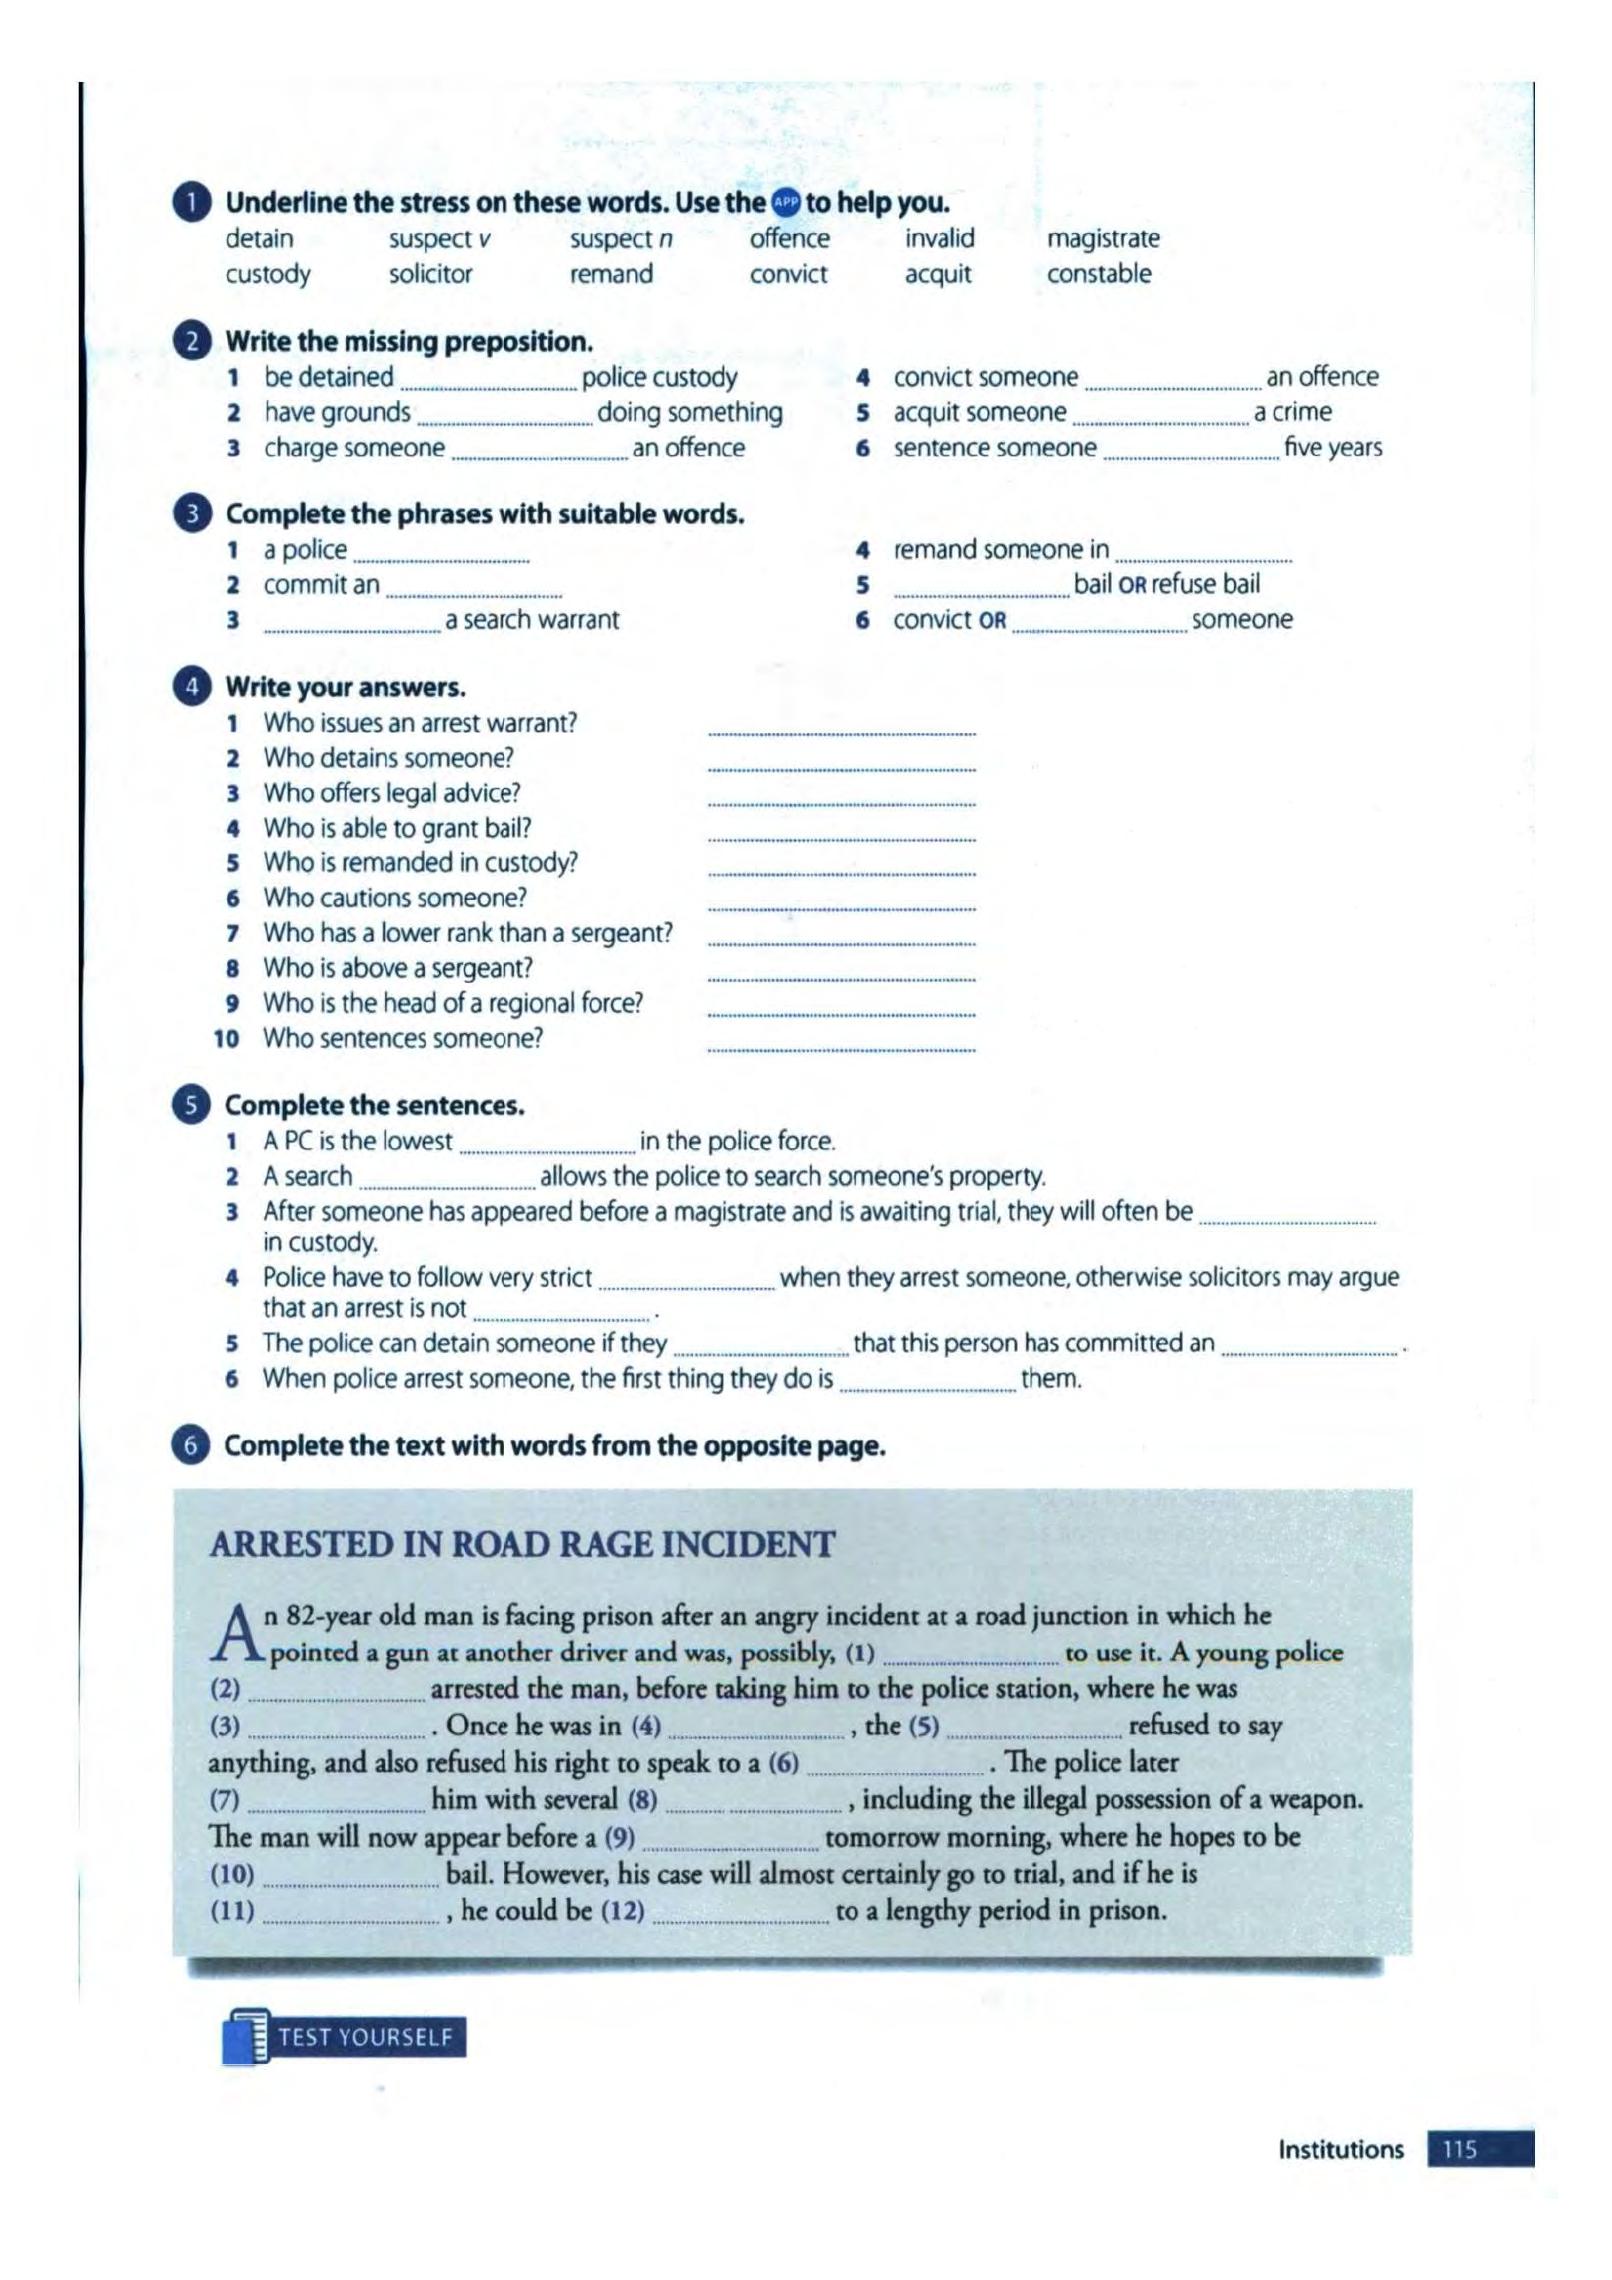 1 Underline the stress on these words. Use the APP to help you.
detain suspect v suspect n offence invalid magistrate
custody solicitor remand convict acquit constable
2 Write the missing preposition.
1 be detained ............ police custody 4 convict someone ............ an offence
2 have grounds ............ doing something 5 acquit someone ............ a crime
3 charge someone ............ an offence 6 sentence someone ............ five years
3 Complete the phrases with suitable words.
1 a police ............ 4 remand someone in ............
2 commit an ............ 5 ............ bail OR refuse bail
3 ............ a search warrant 6 convict OR ............ someone
4 Write your answers.
1 Who issues an arrest warrant? ............
2 Who detains someone? ............
3 Who offers legal advice? ............
4 Who is able to grant bail? ............
5 Who is remanded in custody? ............
6 Who cautions someone? ............
7 Who has a lower rank than a sergeant? ............
8 Who is above a sergeant? ............
9 Who is the head of a regional force? ............
10 Who sentences someone? ............
5 Complete the sentences.
1 A PC is the lowest ............ in the police force.
2 A search ............ allows the police to search someone's property.
3 After someone has appeared before a magistrate and is awaiting trial, they will often be ............
in custody.
4 Police have to follow very strict ............ when they arrest someone, otherwise solicitors may argue
that an arrest is not ............ .
5 The police can detain someone if they ............ that this person has committed an ............ .
6 When police arrest someone, the first thing they do is ............ them.
6 Complete the text with words from the opposite page.
ARRESTED IN ROAD RAGE INCIDENT
An 82-year old man is facing prison after an angry incident at a road junction in which he
pointed a gun at another driver and was, possibly, (1) ............ to use it. A young police
(2) ............ arrested the man, before taking him to the police station, where he was
(3) ............ . Once he was in (4) ............ , the (5) ............ refused to say
anything, and also refused his right to speak to a (6) ............ . The police later
(7) ............ him with several (8) ............ , including the illegal possession of a weapon.
The man will now appear before a (9) ............ tomorrow morning, where he hopes to be
(10) ............ bail. However, his case will almost certainly go to trial, and if he is
(11) ............ , he could be (12) ............ to a lengthy period in prison.
TEST YOURSELF
Institutions 115